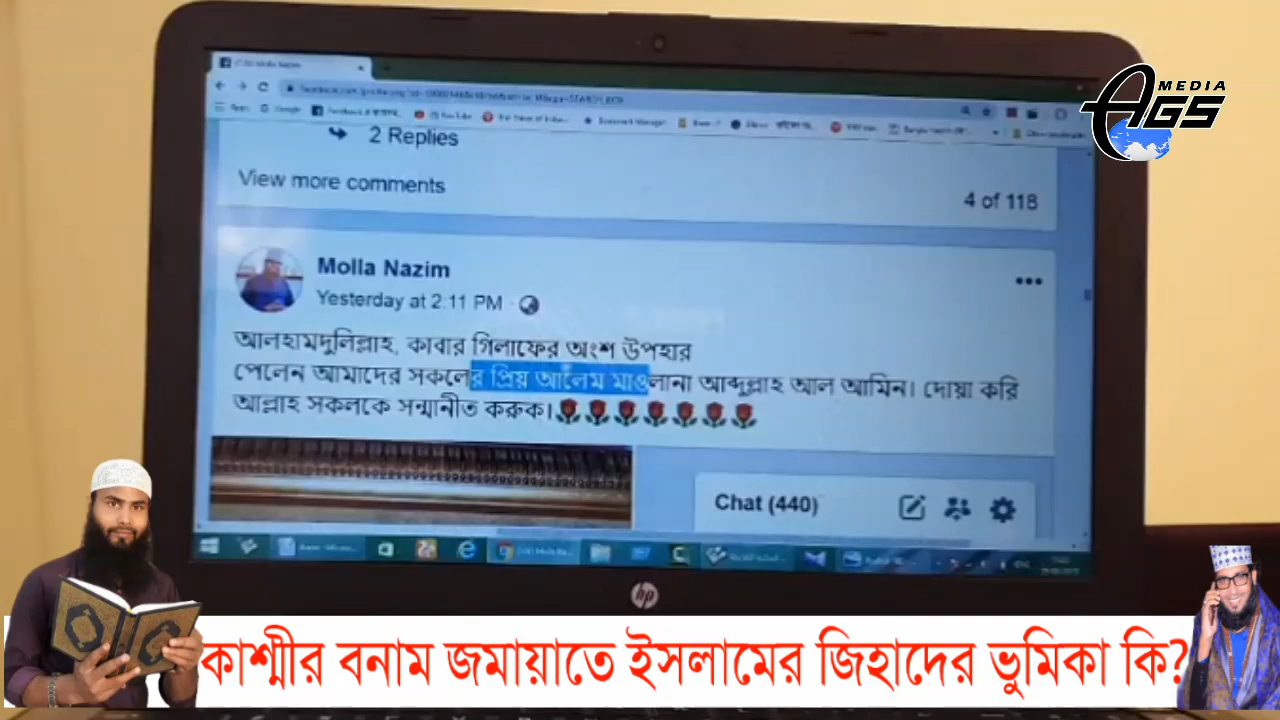 MEDIA
AGS
2 Replies
View more comments
4 of 118
Molla Nazim
Yesterday at 2:11 PM
আলহামদুলিল্লাহ, কাবার গিলাফের অংশ উপহার
পেলেন আমাদের সকলের প্রিয় আলেম মাওলানা আব্দুল্লাহ আল আমিন। দোয়া করি
আল্লাহ সকলকে সন্মানীত করুক।
Chat (440)
hp
কাশ্মীর বনাম জমায়াতে ইসলামের জিহাদের ভুমিকা কি?